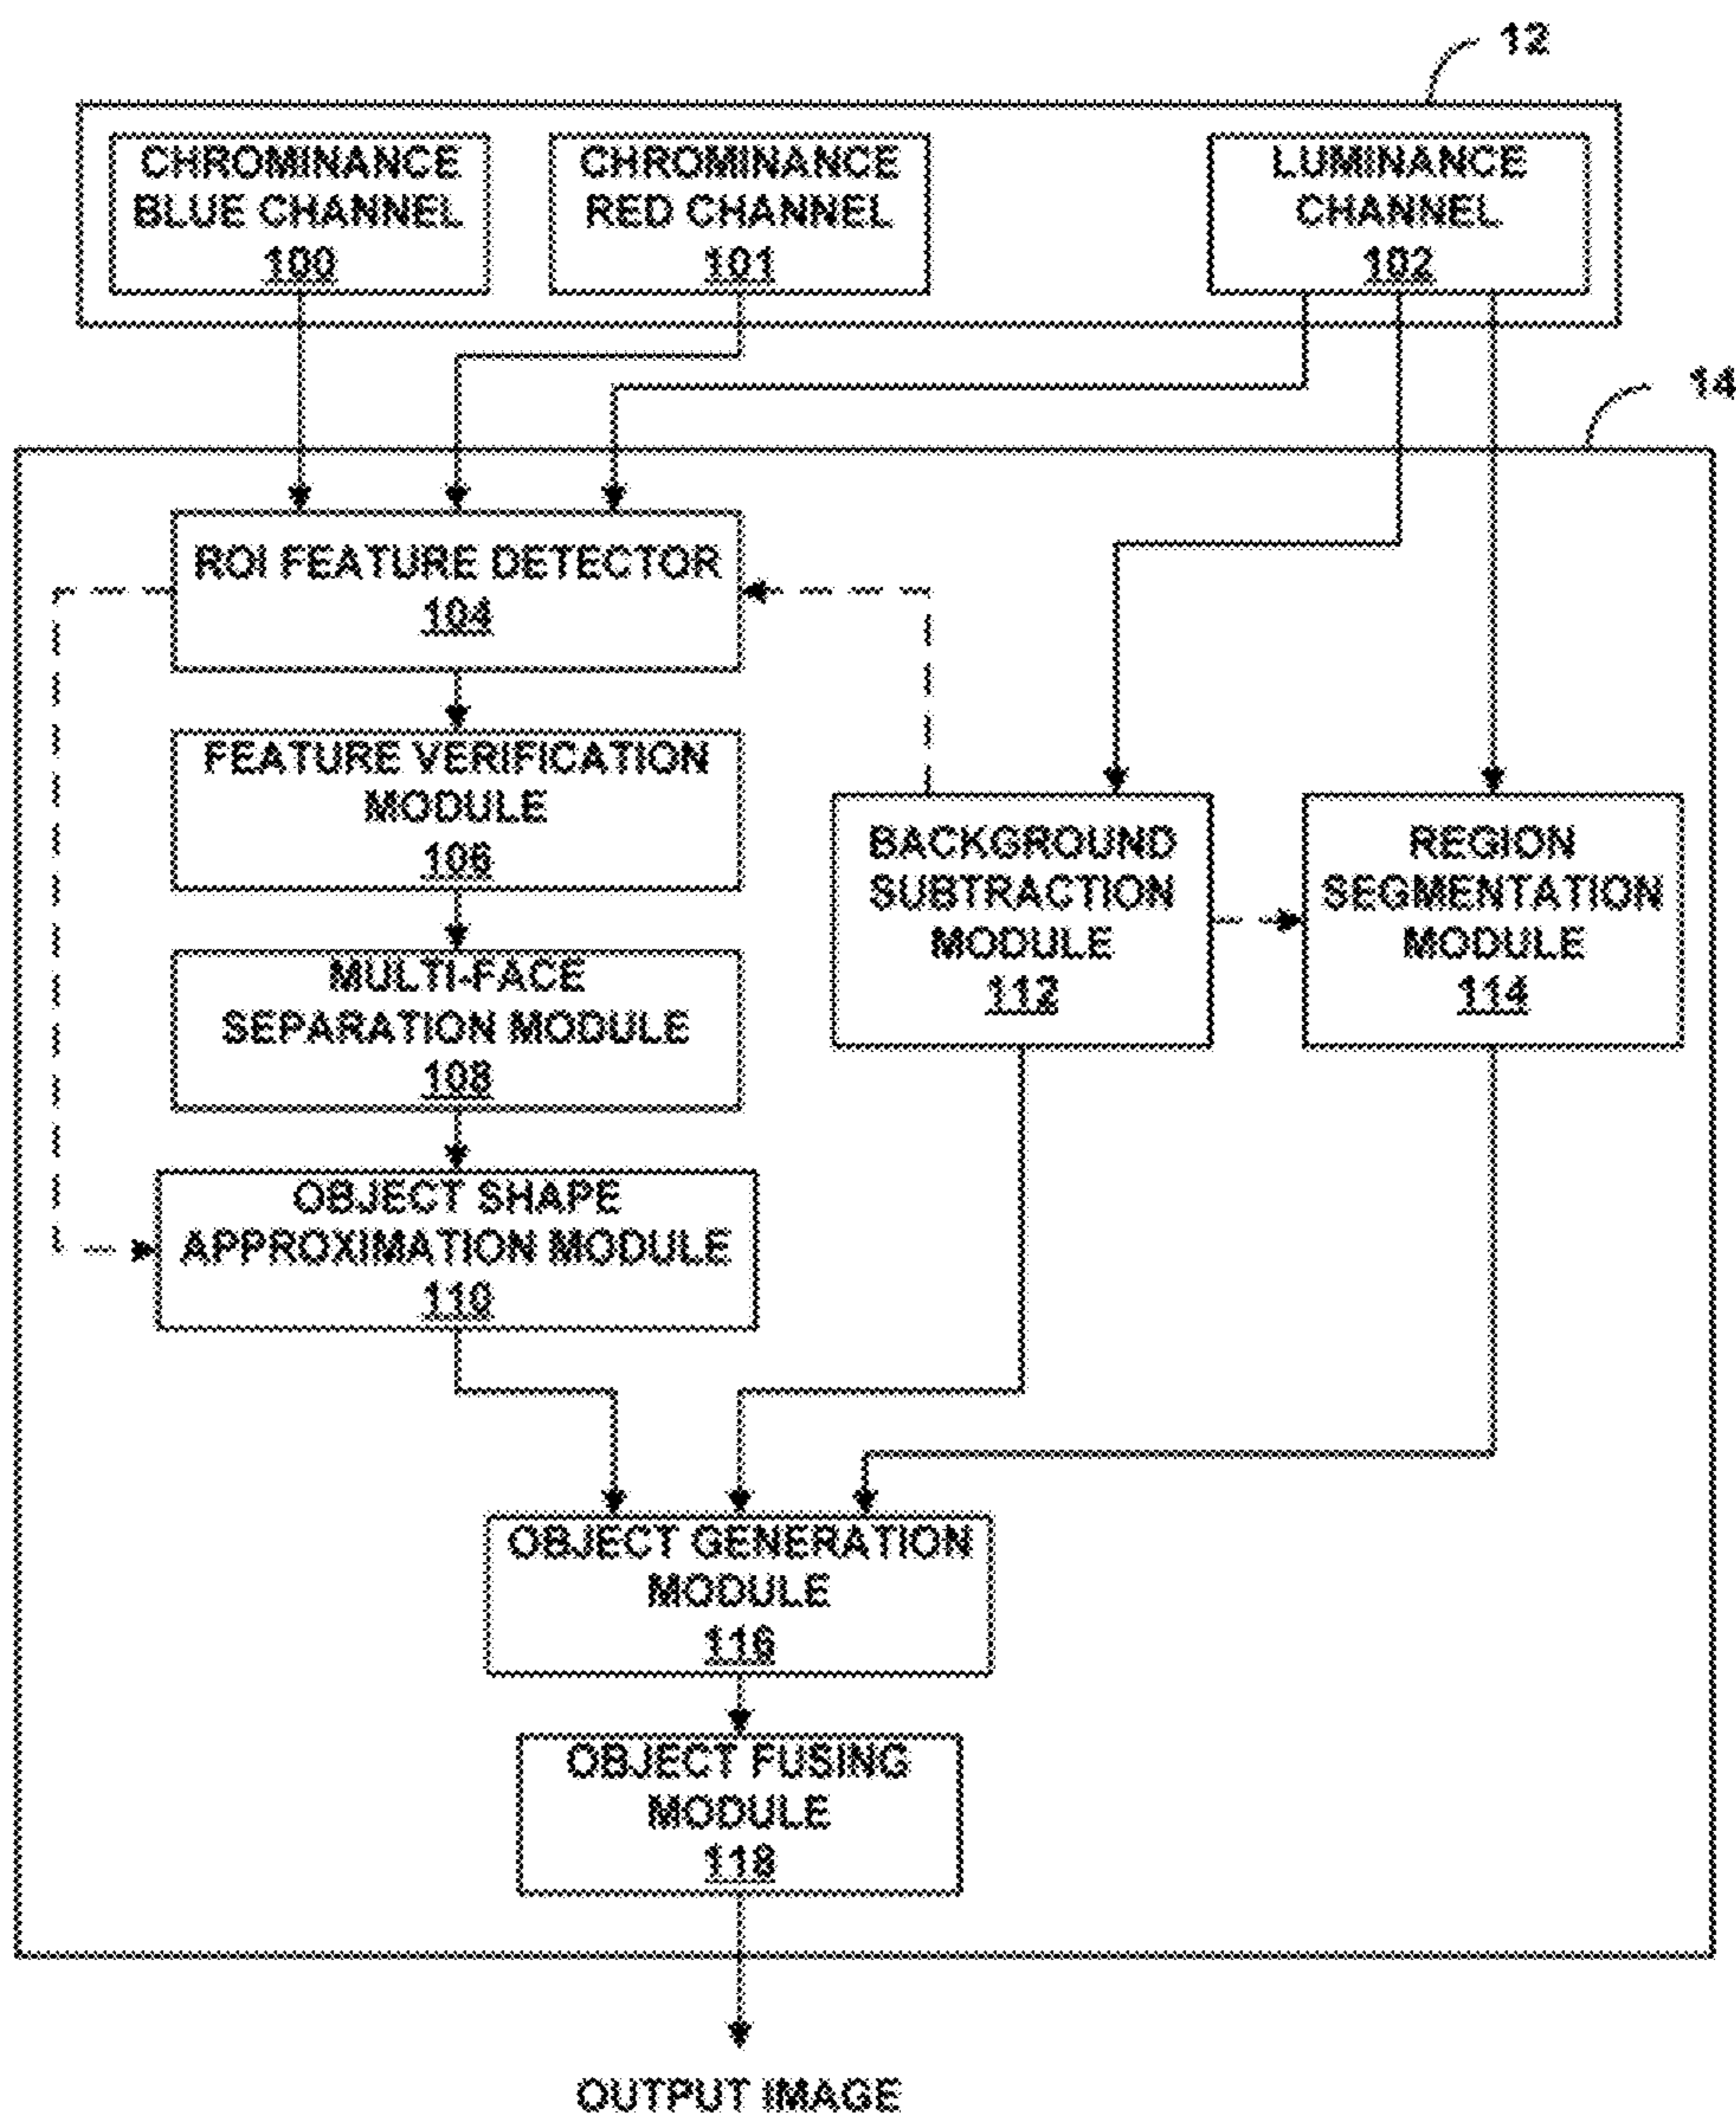 12
CHROMINANCE
BLUE CHANNEL
100
CHROMINANCE
RED CHANNEL
101
LUMINANCE
CHANNEL
102
14
ROI FEATURE DETECTOR
104
FEATURE VERIFICATION
MODULE
106
MULTI-FACE
SEPARATION MODULE
108
OBJECT SHAPE
APPROXIMATION MODULE
110
BACKGROUND
SUBTRACTION
MODULE
112
REGION
SEGMENTATION
MODULE
114
OBJECT GENERATION
MODULE
116
OBJECT FUSING
MODULE
118
OUTPUT IMAGE